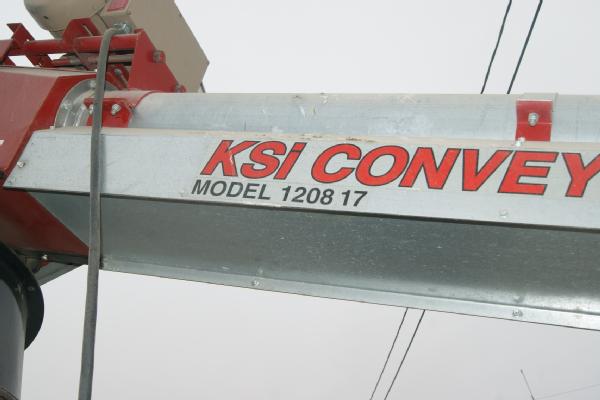 KSi CONVEY
MODEL 1208 17